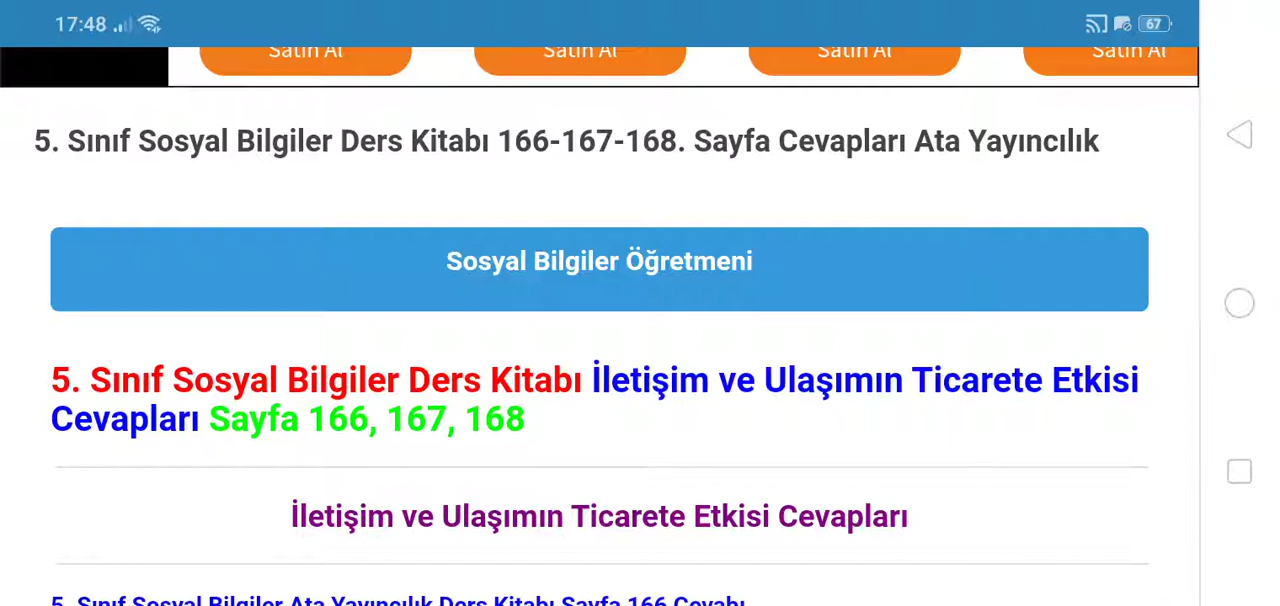 17:48
67
Satın Al Satın Al Satın Al Satın Al
5. Sınıf Sosyal Bilgiler Ders Kitabı 166-167-168. Sayfa Cevapları Ata Yayıncılık
Sosyal Bilgiler Öğretmeni
5. Sınıf Sosyal Bilgiler Ders Kitabı İletişim ve Ulaşımın Ticarete Etkisi
Cevapları Sayfa 166, 167, 168
İletişim ve Ulaşımın Ticarete Etkisi Cevapları
5. Sınıf Sosyal Bilgiler Ata Yayıncılık Ders Kitabı Sayfa 166 Cevabı